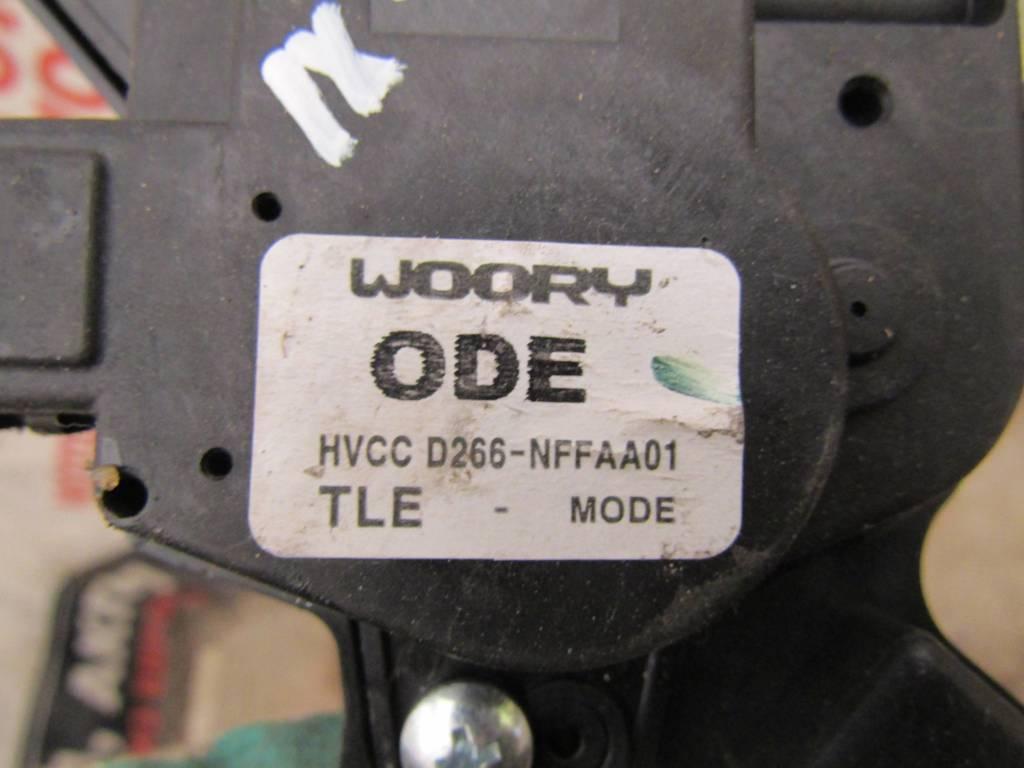 WOORY
ODE
HVCC D266-NFFAA01
TLE - MODE